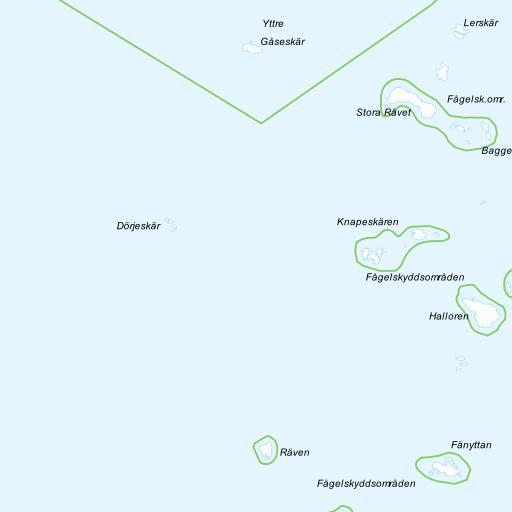 Yttre
Gåseskär
Lerskär
Fågelsk.omr.
Stora Råvet
Bagge
Dörjeskär
Knapeskären
Fågelskyddsområden
Halloren
Fånyttan
Räven
Fågelskyddsområden